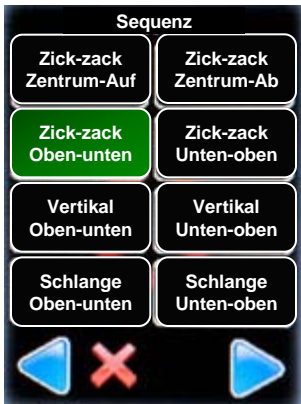 Sequenz
Zick-zack
Zentrum-Auf
Zick-zack
Zentrum-Ab
Zick-zack
Oben-unten
Zick-zack
Unten-oben
Vertikal
Oben-unten
Vertikal
Unten-oben
Schlange
Oben-unten
Schlange
Unten-oben